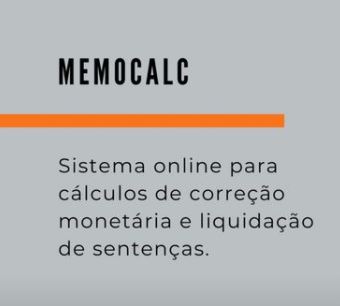 MEMOCALC
Sistema online para
cálculos de correção
monetária e liquidação
de sentenças.